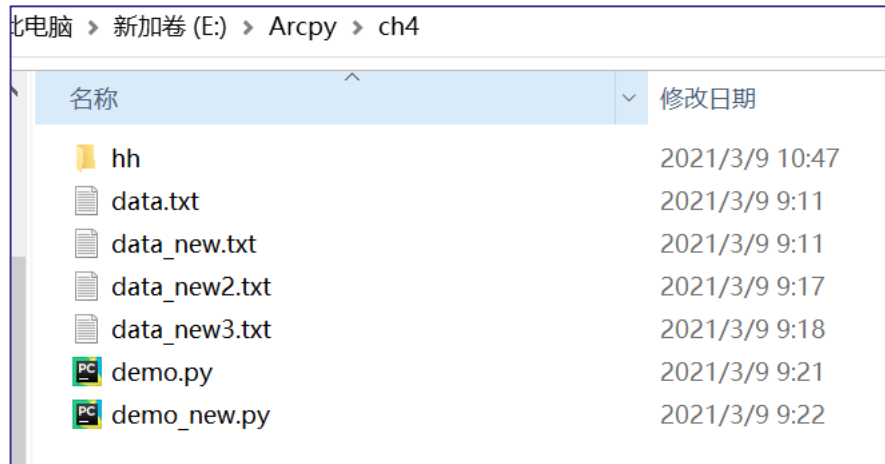 此电脑 > 新加卷 (E:) > Arcpy > ch4
名称 修改日期
hh 2021/3/9 10:47
data.txt 2021/3/9 9:11
data_new.txt 2021/3/9 9:11
data_new2.txt 2021/3/9 9:17
data_new3.txt 2021/3/9 9:18
PC demo.py 2021/3/9 9:21
PC demo_new.py 2021/3/9 9:22